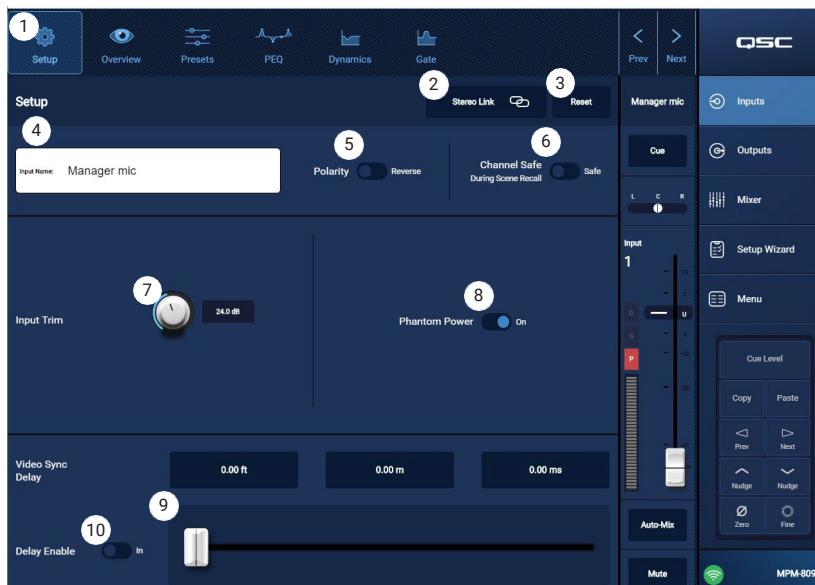 1
Setup
Overview
Presets
PEQ
Dynamics
Gate
Prev
Next
QSC
Setup
2
Stereo Link
3
Reset
Manager mic
Inputs
4
Input Name: Manager mic
5
Polarity
Reverse
6
Channel Safe
During Scene Recall
Safe
Cue
Outputs
L C R
Mixer
Input
1
Setup Wizard
Menu
7
Input Trim
24.0 dB
8
Phantom Power
On
10
5
U
D
G
P
-10
Cue Level
Copy
Paste
Prev
Next
Nudge
Nudge
Zero
Fine
Video Sync
Delay
0.00 ft
0.00 m
0.00 ms
9
10
Delay Enable
In
Auto-Mix
Mute
MPM-809